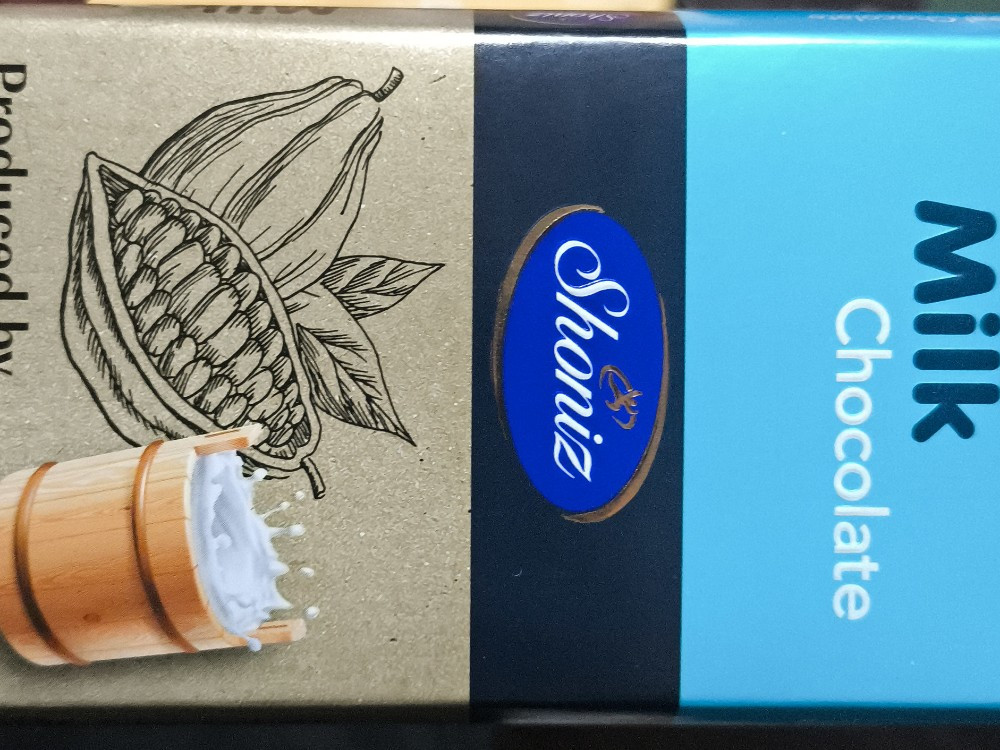 Milk
Chocolate
Shoniz
Produced by